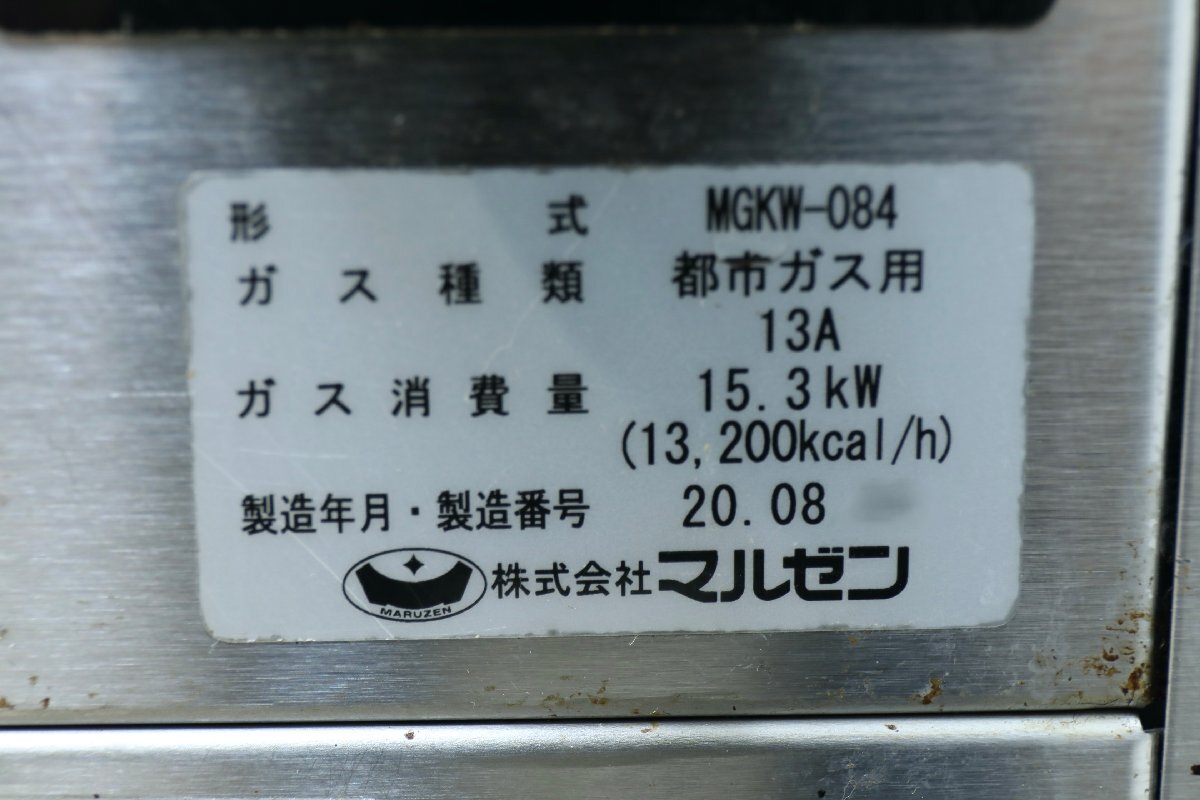 形式 MGKW-084
ガス種類 都市ガス用
13A
ガス消費量 15.3kW
(13,200kcal/h)
製造年月・製造番号 20.08
MARUZEN 株式会社マルゼン